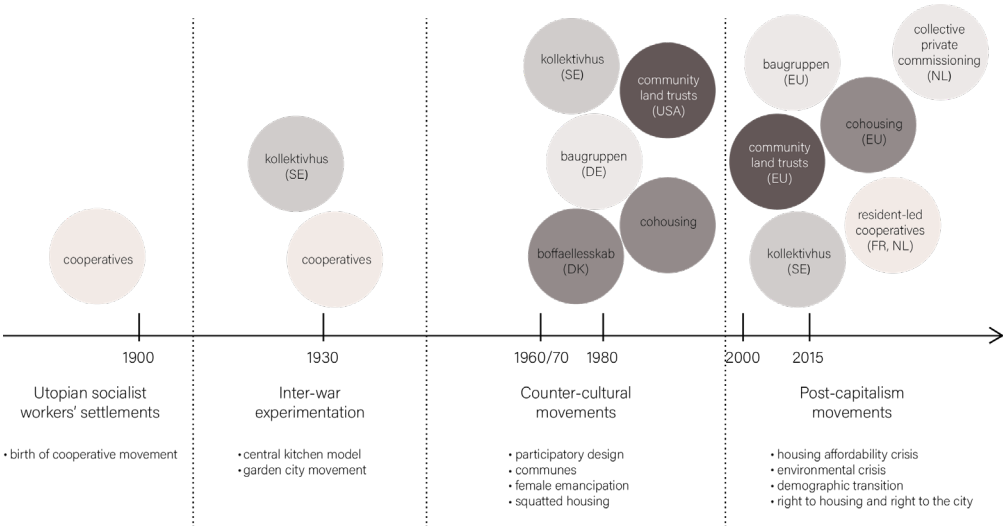 cooperatives
kollektivhus
(SE)
cooperatives
kollektivhus
(SE)
community
land trusts
(USA)
baugruppen
(DE)
cohousing
boffaellesskab
(DK)
baugruppen
(EU)
collective
private
commissioning
(NL)
cohousing
(EU)
community
land trusts
(EU)
resident-led
cooperatives
(FR, NL)
kollektivhus
(SE)
1900
1930
1960/70
1980
2000
2015
Utopian socialist
workers' settlements
• birth of cooperative movement
Inter-war
experimentation
• central kitchen model
• garden city movement
Counter-cultural
movements
• participatory design
• communes
• female emancipation
• squatted housing
Post-capitalism
movements
• housing affordability crisis
• environmental crisis
• demographic transition
• right to housing and right to the city